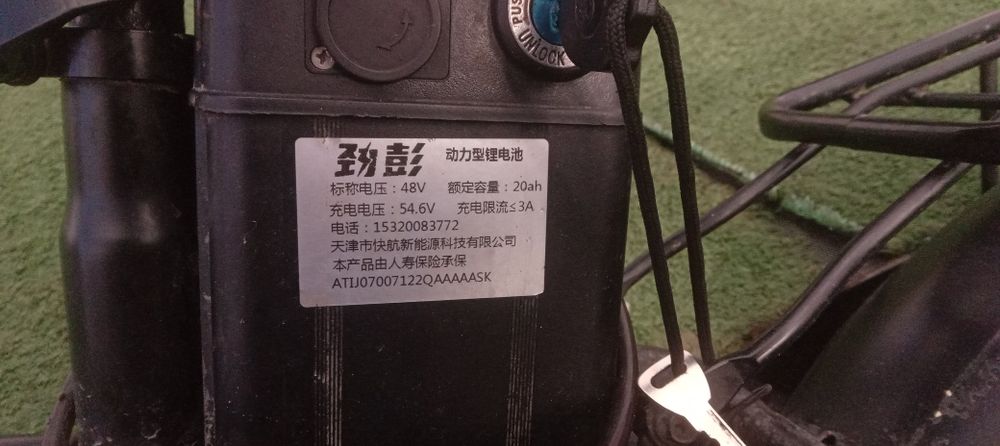 PUS
UNLOCK
劲彭 动力型锂电池
标称电压：48V 额定容量：20ah
充电电压：54.6V 充电限流≤3A
电话：15320083772
天津市快航新能源科技有限公司
本产品由人寿保险承保
ATIJ07007122QAAAAASK